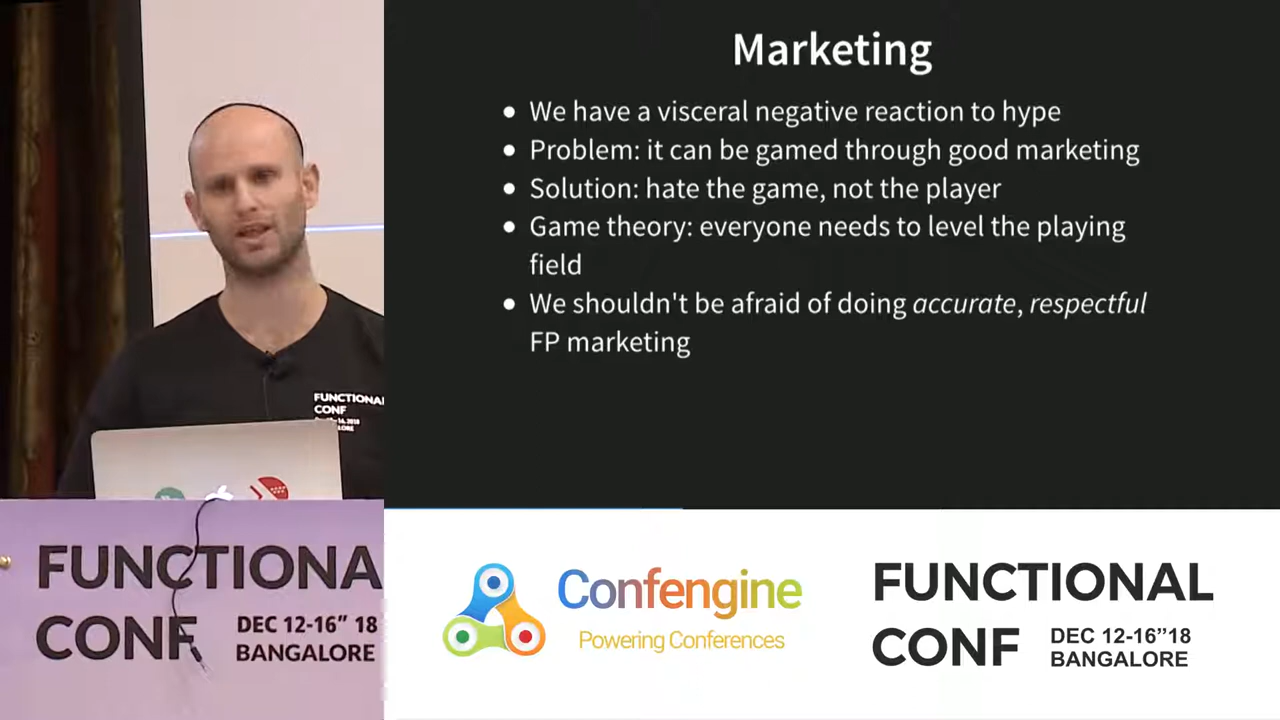 Marketing
We have a visceral negative reaction to hype
Problem: it can be gamed through good marketing
Solution: hate the game, not the player
Game theory: everyone needs to level the playing
field
We shouldn't be afraid of doing accurate, respectful
FP marketing
FUNCTIONAL
CONF
FUNCTIONA
CONF
DEC 12-16” 18
BANGALORE
Confengine
Powering Conferences
FUNCTIONAL
CONF
DEC 12-16”18
BANGALORE